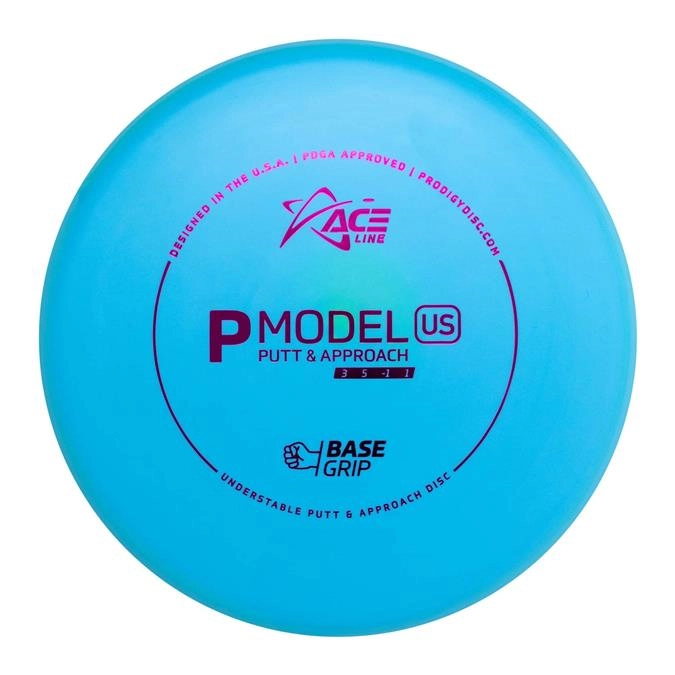 DESIGNED IN THE U.S.A. | PDGA APPROVED | PRODIGYDISC.COM
ACE
LINE
P MODEL US
PUTT & APPROACH
3 5 -1 1
BASE
GRIP
UNDERSTABLE PUTT & APPROACH DISC